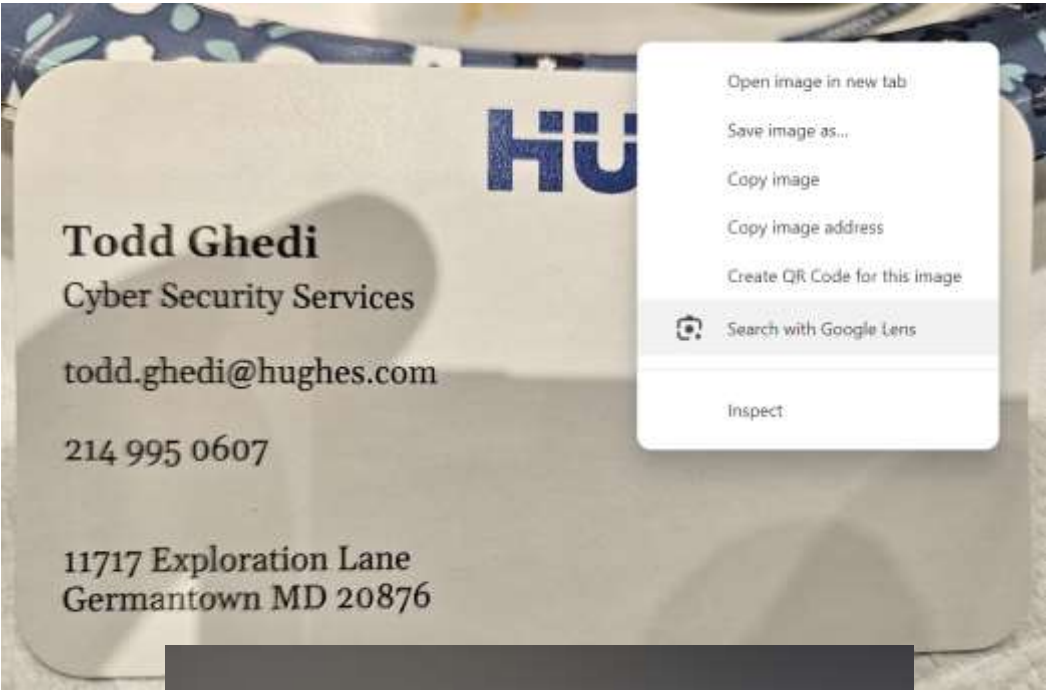 HU
Todd Ghedi
Cyber Security Services
todd.ghedi@hughes.com
214 995 0607
11717 Exploration Lane
Germantown MD 20876
Open image in new tab
Save image as...
Copy image
Copy image address
Create QR Code for this image
Search with Google Lens
Inspect